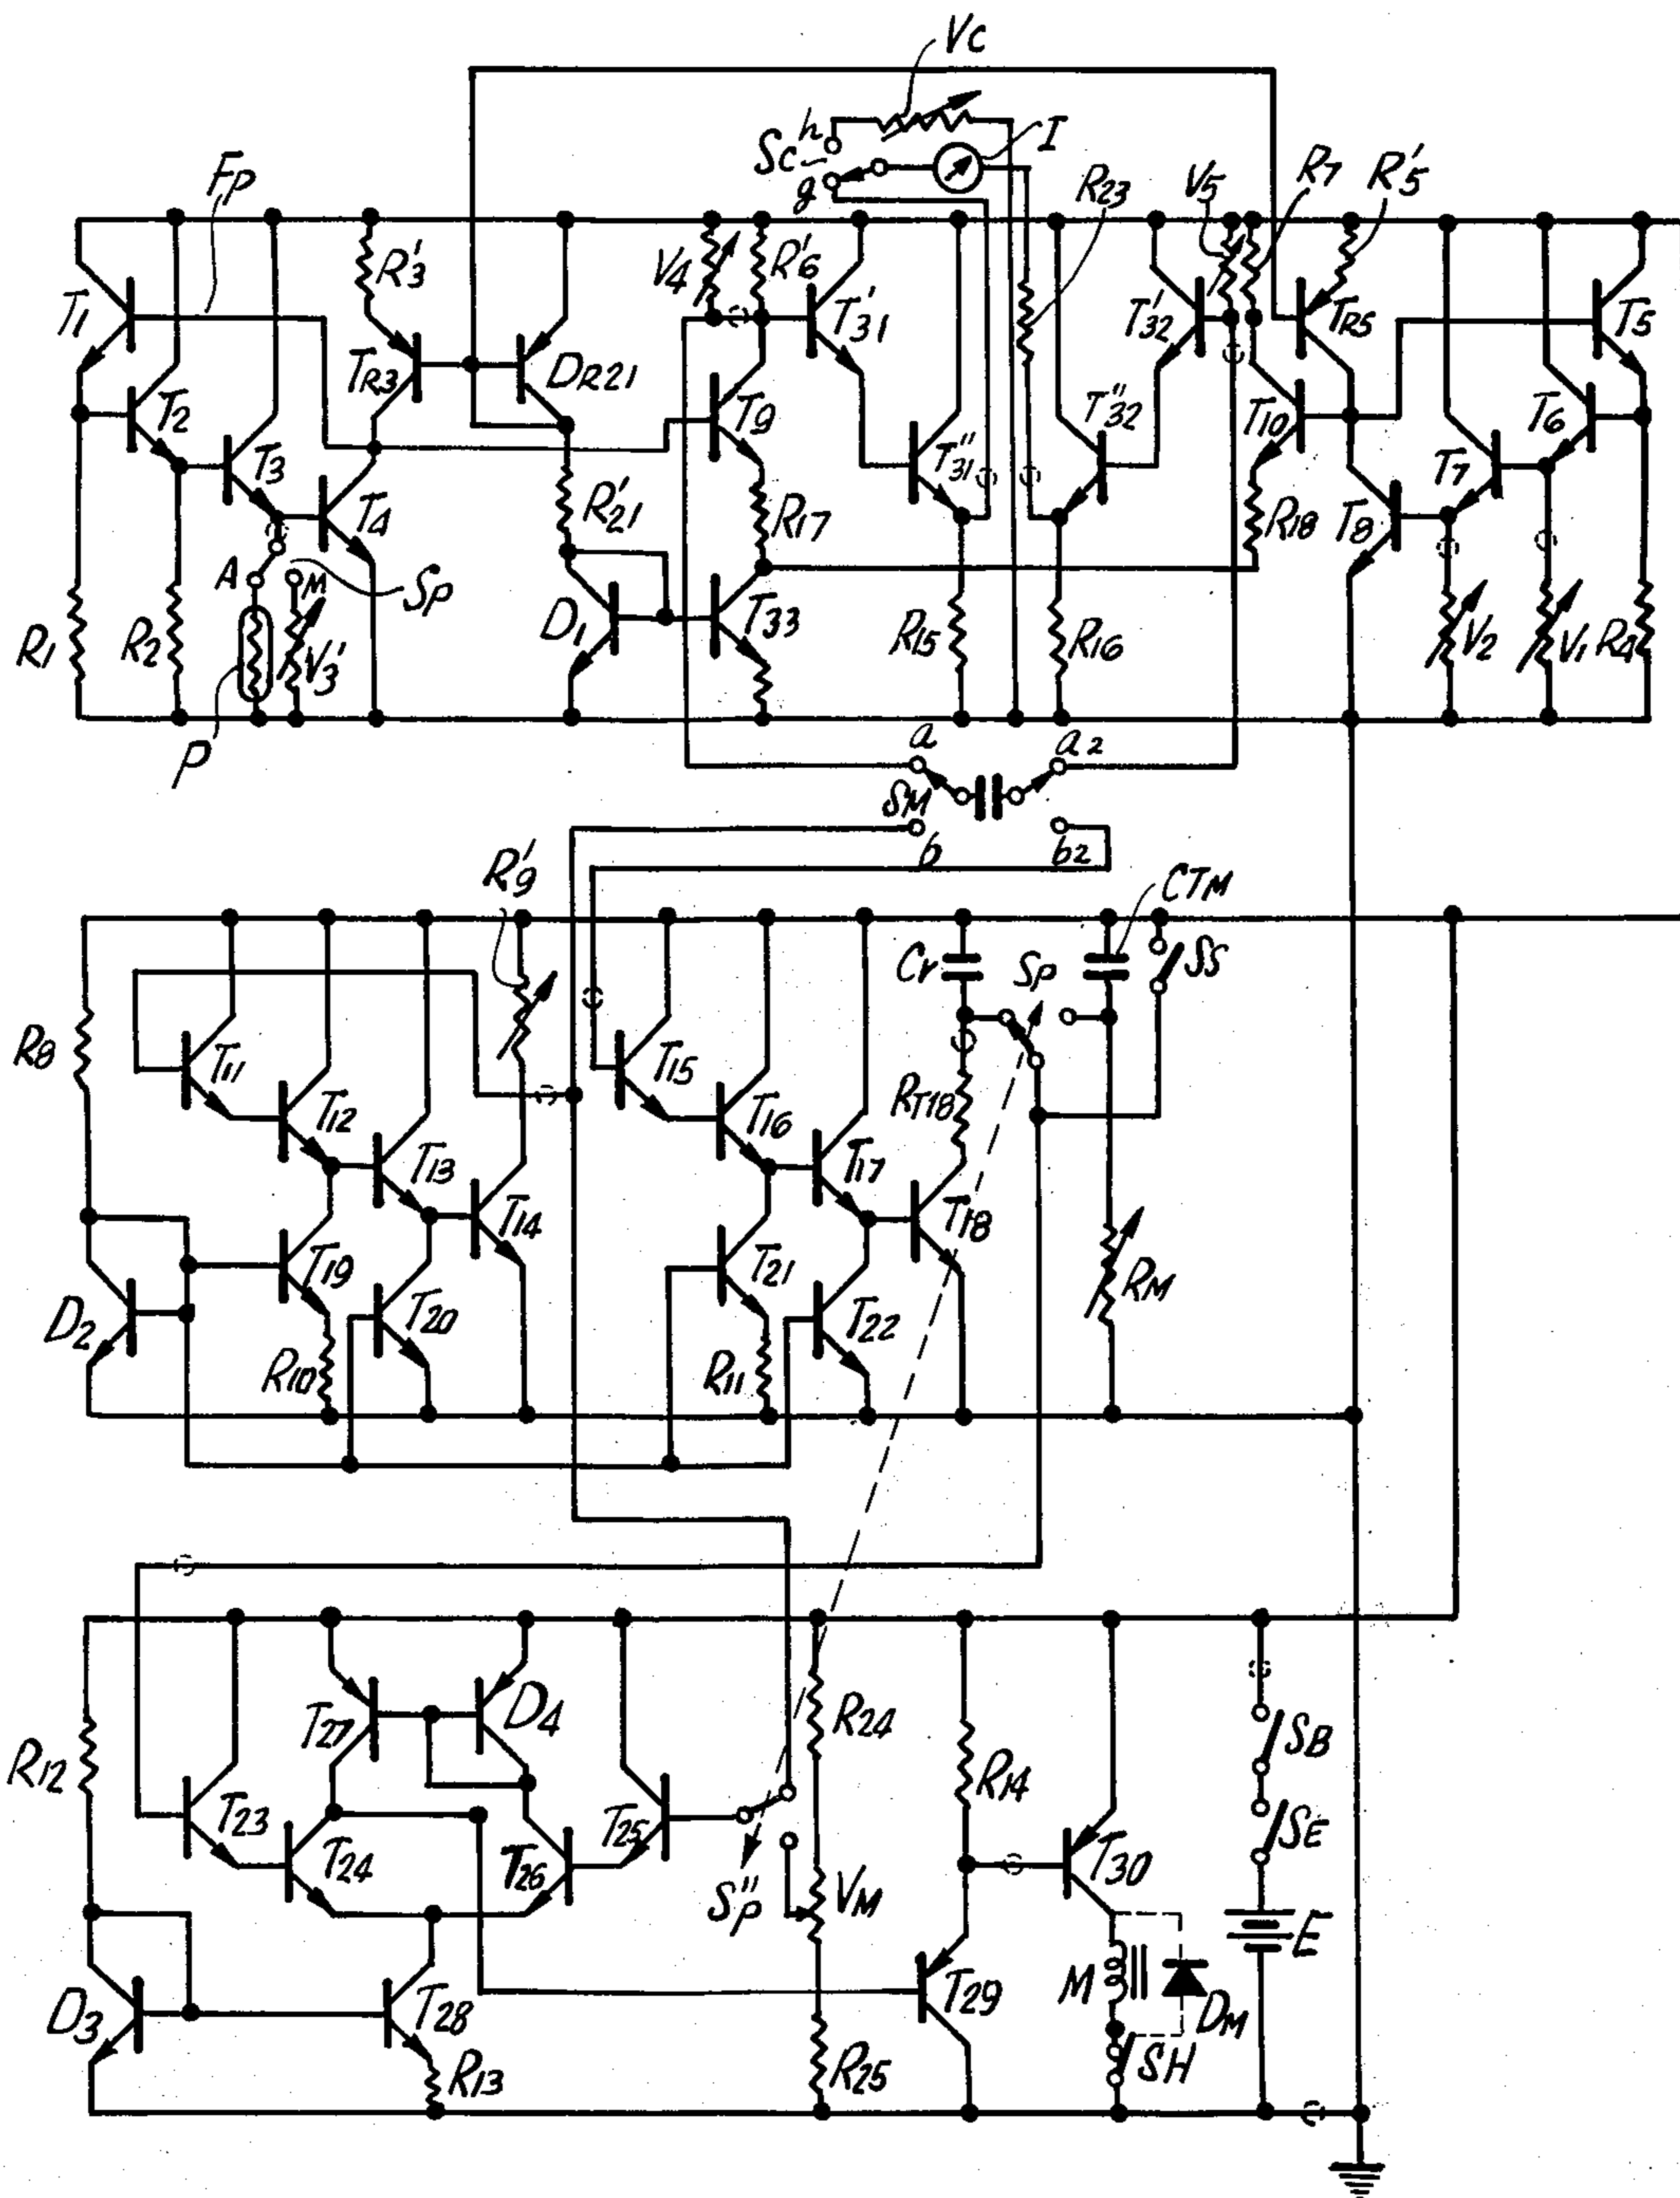 Vc
h
Sc
I
g
Fp
R23
V5
R7
R'5
R'3
V4
R'6
T1
T'31
T'32
TR5
T5
TR3
DR21
T2
T9
T''32
T10
T6
T3
T''31
T7
T4
R'21
R17
R18
T8
A
M
Sp
D1
T33
R1
R2
V3'
R15
R16
V2
V1
R4
P
a
a2
SM
b
b2
R'9
CTM
Cr
Sp
SS
R8
T11
T15
RT18
T12
T16
T13
T17
T14
T18
T19
T21
RM
D2
T20
T22
R10
R11
T27
D4
R24
SB
R12
R14
T23
T25
SE
T24
T26
T30
S''p
VM
E
M
D3
T28
T29
DM
R13
R25
SH